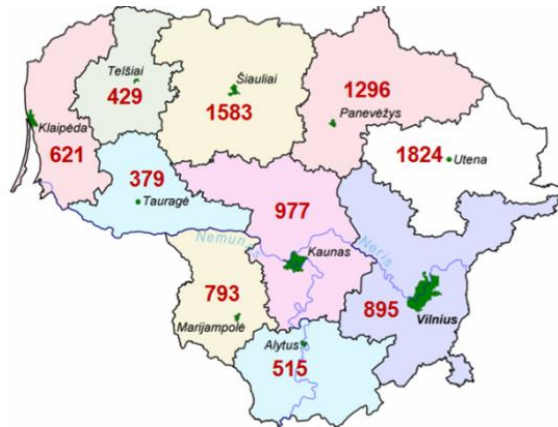 Telšiai
429
Šiauliai
1583
1296
Panevėžys
Klaipėda
621
379
Tauragė
1824
Utena
977
Nemunas
Neris
Kaunas
793
Marijampolė
895
Vilnius
Alytus
515